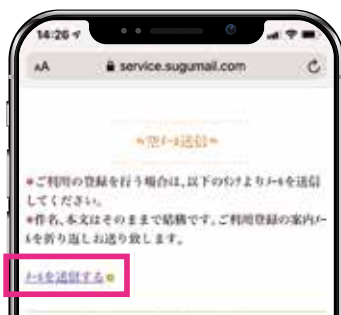 14:26
AA service.sugumail.com
空ﾒｰﾙ送信
●ご利用の登録を行う場合は、以下のﾘﾝｸよりﾒｰﾙを送信
してください。
●件名、本文はそのままで結構です。ご利用登録の案内ﾒｰ
ﾙを折り返しお送り致します。
ﾒｰﾙを送信する